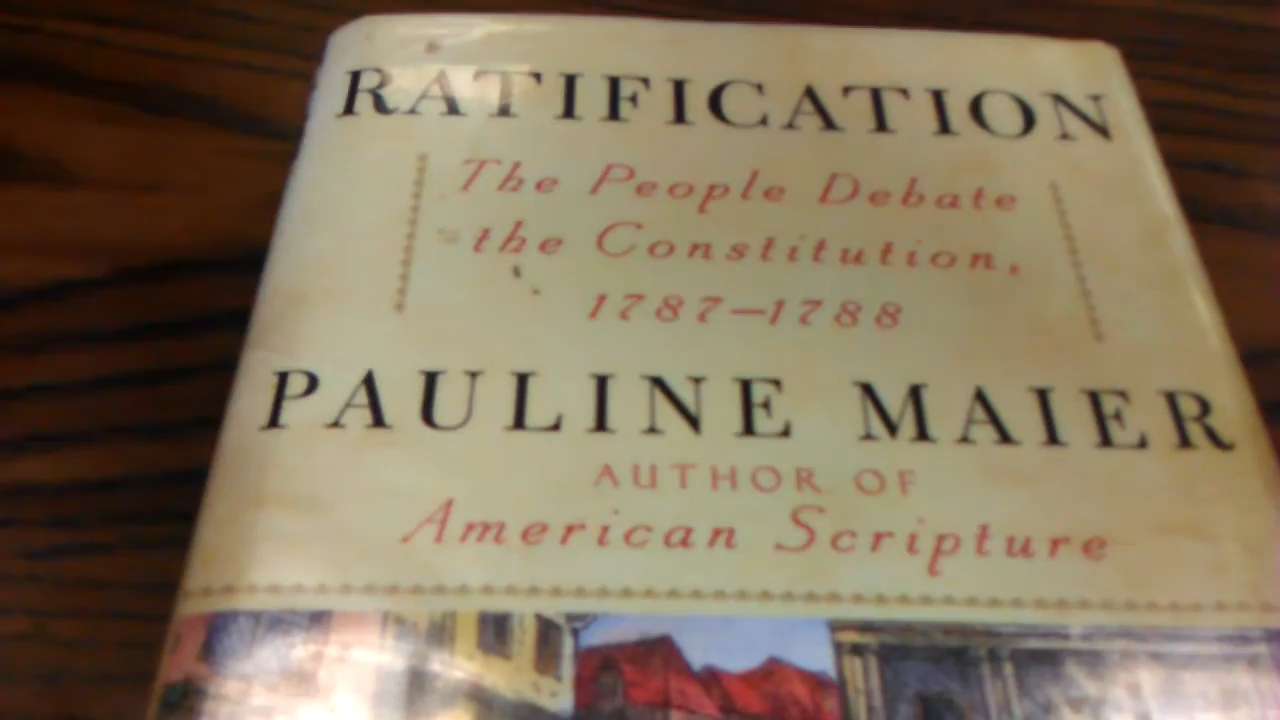 RATIFICATION
The People Debate
the Constitution,
1787–1788
PAULINE MAIER
AUTHOR OF
American Scripture